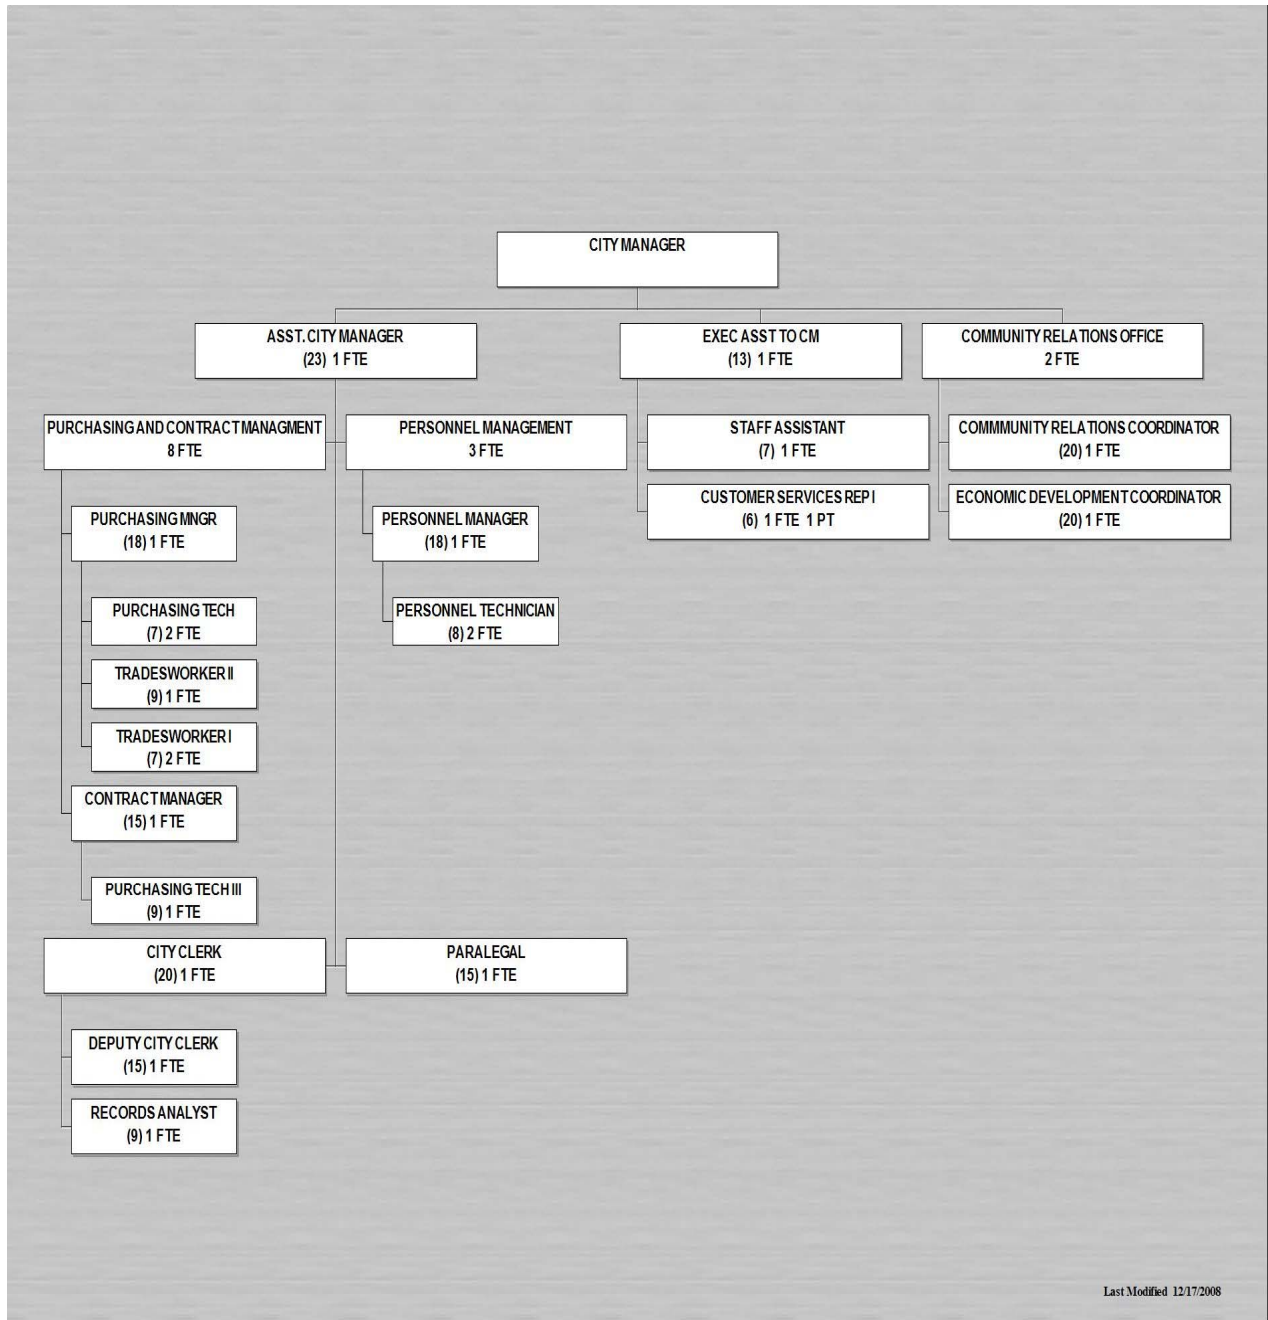 CITY MANAGER
ASST. CITY MANAGER
(23) 1 FTE
EXEC ASST TO CM
(13) 1 FTE
COMMUNITY RELATIONS OFFICE
2 FTE
PURCHASING AND CONTRACT MANAGMENT
8 FTE
PERSONNEL MANAGEMENT
3 FTE
STAFF ASSISTANT
(7) 1 FTE
COMMMUNITY RELATIONS COORDINATOR
(20) 1 FTE
CUSTOMER SERVICES REP I
(6) 1 FTE 1 PT
ECONOMIC DEVELOPMENT COORDINATOR
(20) 1 FTE
PURCHASING MNGR
(18) 1 FTE
PERSONNEL MANAGER
(18) 1 FTE
PURCHASING TECH
(7) 2 FTE
PERSONNEL TECHNICIAN
(8) 2 FTE
TRADESWORKER II
(9) 1 FTE
TRADESWORKER I
(7) 2 FTE
CONTRACT MANAGER
(15) 1 FTE
PURCHASING TECH III
(9) 1 FTE
CITY CLERK
(20) 1 FTE
PARALEGAL
(15) 1 FTE
DEPUTY CITY CLERK
(15) 1 FTE
RECORDS ANALYST
(9) 1 FTE
Last Modified 12/17/2008